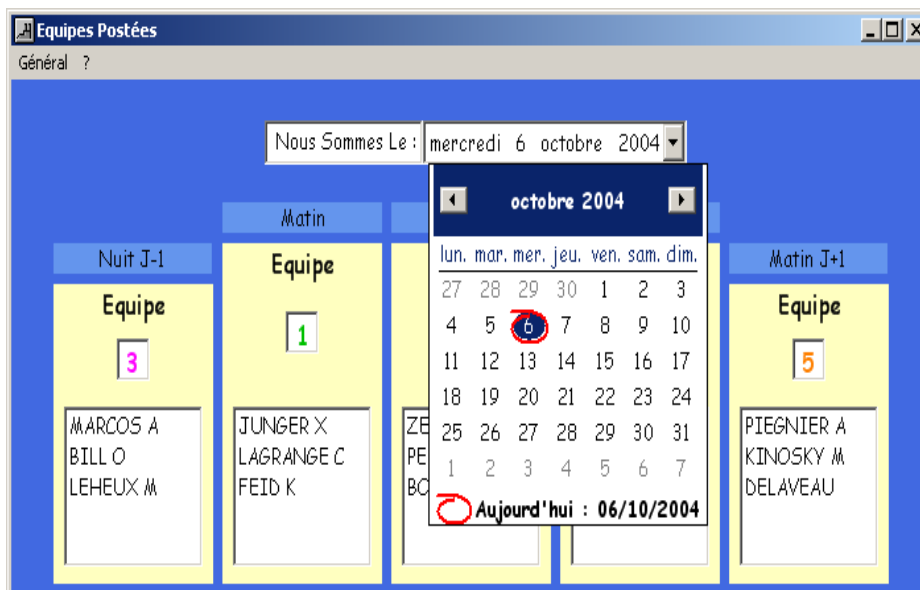 Equipes Postées
Général ?
Nous Sommes Le : mercredi 6 octobre 2004
octobre 2004
lun. mar. mer. jeu. ven. sam. dim.
27 28 29 30 1 2 3
4 5 6 7 8 9 10
11 12 13 14 15 16 17
18 19 20 21 22 23 24
25 26 27 28 29 30 31
1 2 3 4 5 6 7
Aujourd'hui : 06/10/2004
Nuit J-1
Equipe
3
MARCOS A
BILL O
LEHEUX M
Matin
Equipe
1
JUNGER X
LAGRANGE C
FEID K
ZE
PE
BO
Matin J+1
Equipe
5
PIEGNIER A
KINOSKY M
DELAVEAU